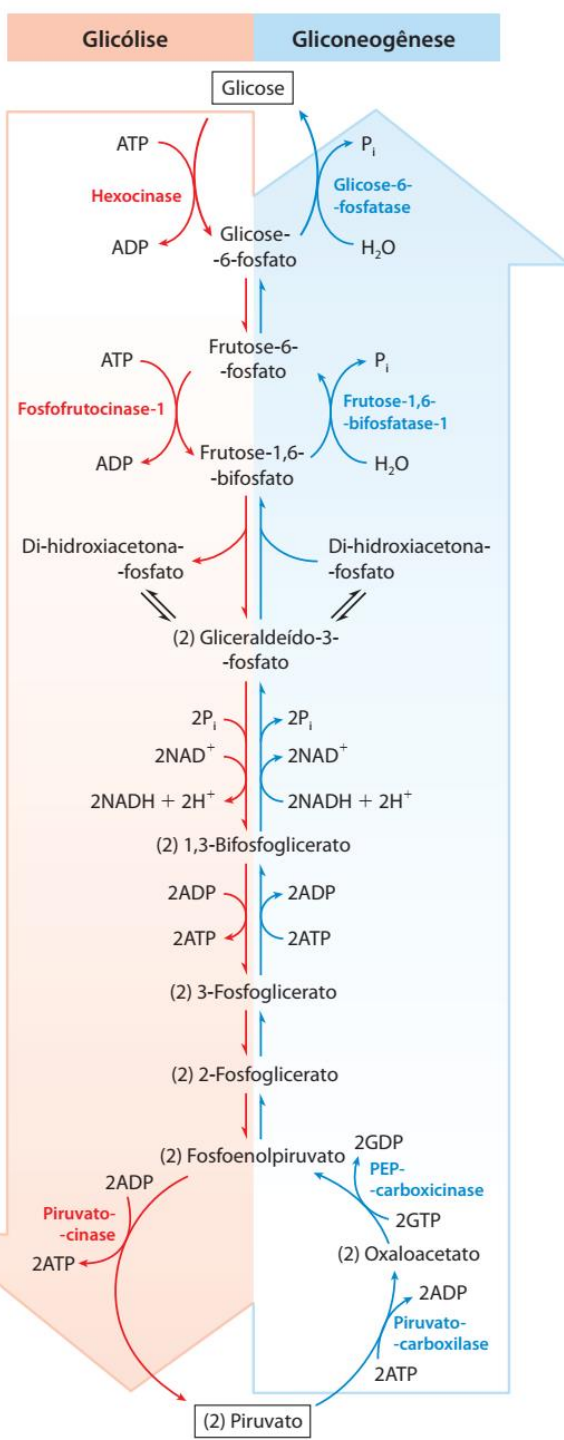 Glicólise
Gliconeogênese
Glicose
ATP
Hexocinase
ADP
P_i
Glicose-6-
-fosfatase
H₂O
Glicose-
-6-fosfato
Frutose-6-
-fosfato
ATP
Fosfofrutocinase-1
ADP
P_i
Frutose-1,6-
-bifosfatase-1
H₂O
Frutose-1,6-
-bifosfato
Di-hidroxiacetona-
-fosfato
Di-hidroxiacetona-
-fosfato
(2) Gliceraldeído-3-
-fosfato
2P_i
2NAD⁺
2NADH + 2H⁺
2P_i
2NAD⁺
2NADH + 2H⁺
(2) 1,3-Bifosfoglicerato
2ADP
2ATP
2ADP
2ATP
(2) 3-Fosfoglicerato
(2) 2-Fosfoglicerato
(2) Fosfoenolpiruvato
2ADP
Piruvato-
-cinase
2ATP
2GDP
PEP-
-carboxicinase
2GTP
(2) Oxaloacetato
2ADP
Piruvato-
-carboxilase
2ATP
(2) Piruvato